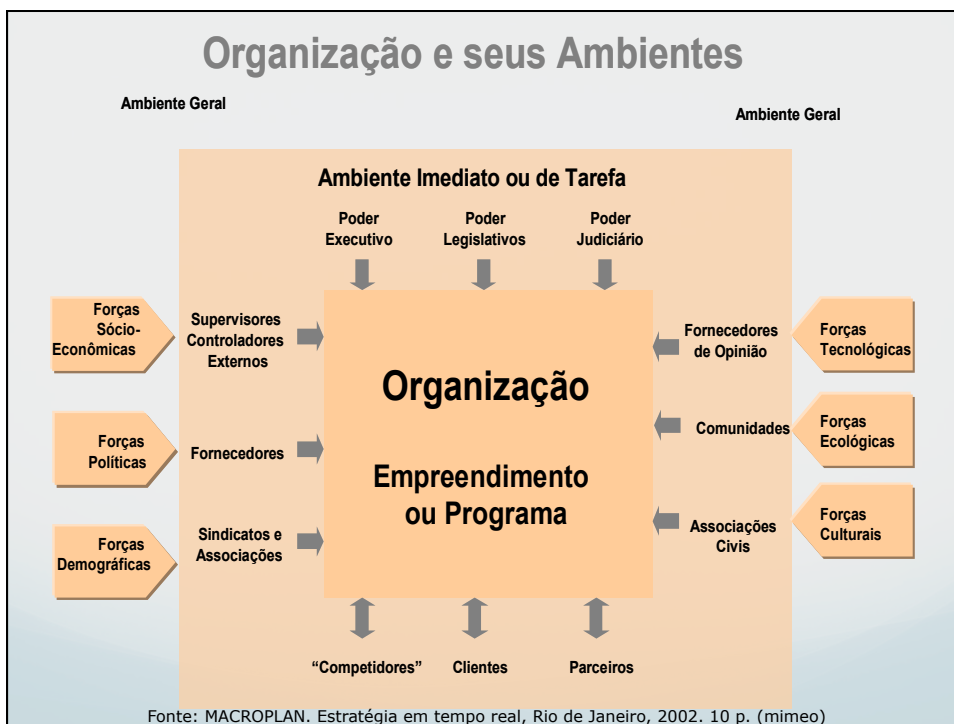 Organização e seus Ambientes
Ambiente Geral
Ambiente Geral
Ambiente Imediato ou de Tarefa
Poder
Executivo
Poder
Legislativos
Poder
Judiciário
Forças
Sócio-
Econômicas
Forças
Políticas
Forças
Demográficas
Supervisores
Controladores
Externos
Fornecedores
Sindicatos e
Associações
Organização
Empreendimento
ou Programa
Fornecedores
de Opinião
Comunidades
Associações
Civis
Forças
Tecnológicas
Forças
Ecológicas
Forças
Culturais
“Competidores”
Clientes
Parceiros
Fonte: MACROPLAN. Estratégia em tempo real, Rio de Janeiro, 2002. 10 p. (mimeo)